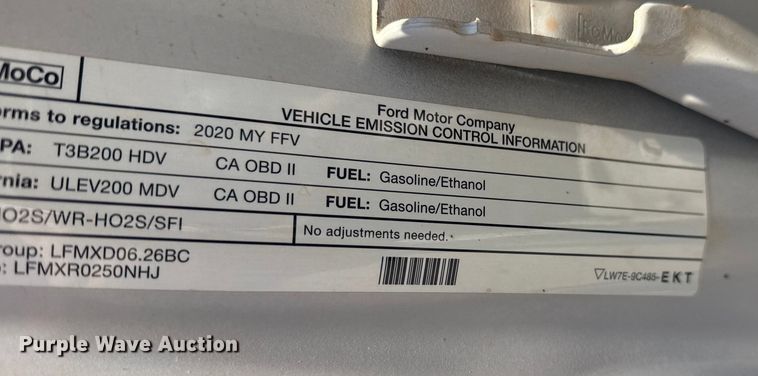 MoCo
Ford Motor Company
VEHICLE EMISSION CONTROL INFORMATION
orms to regulations: 2020 MY FFV
PA: T3B200 HDV CA OBD II FUEL: Gasoline/Ethanol
rnia: ULEV200 MDV CA OBD II FUEL: Gasoline/Ethanol
HO2S/WR-HO2S/SFI No adjustments needed.
roup: LFMXD06.26BC
: LFMXR0250NHJ
LW7E-9C485-EKT
Purple Wave Auction